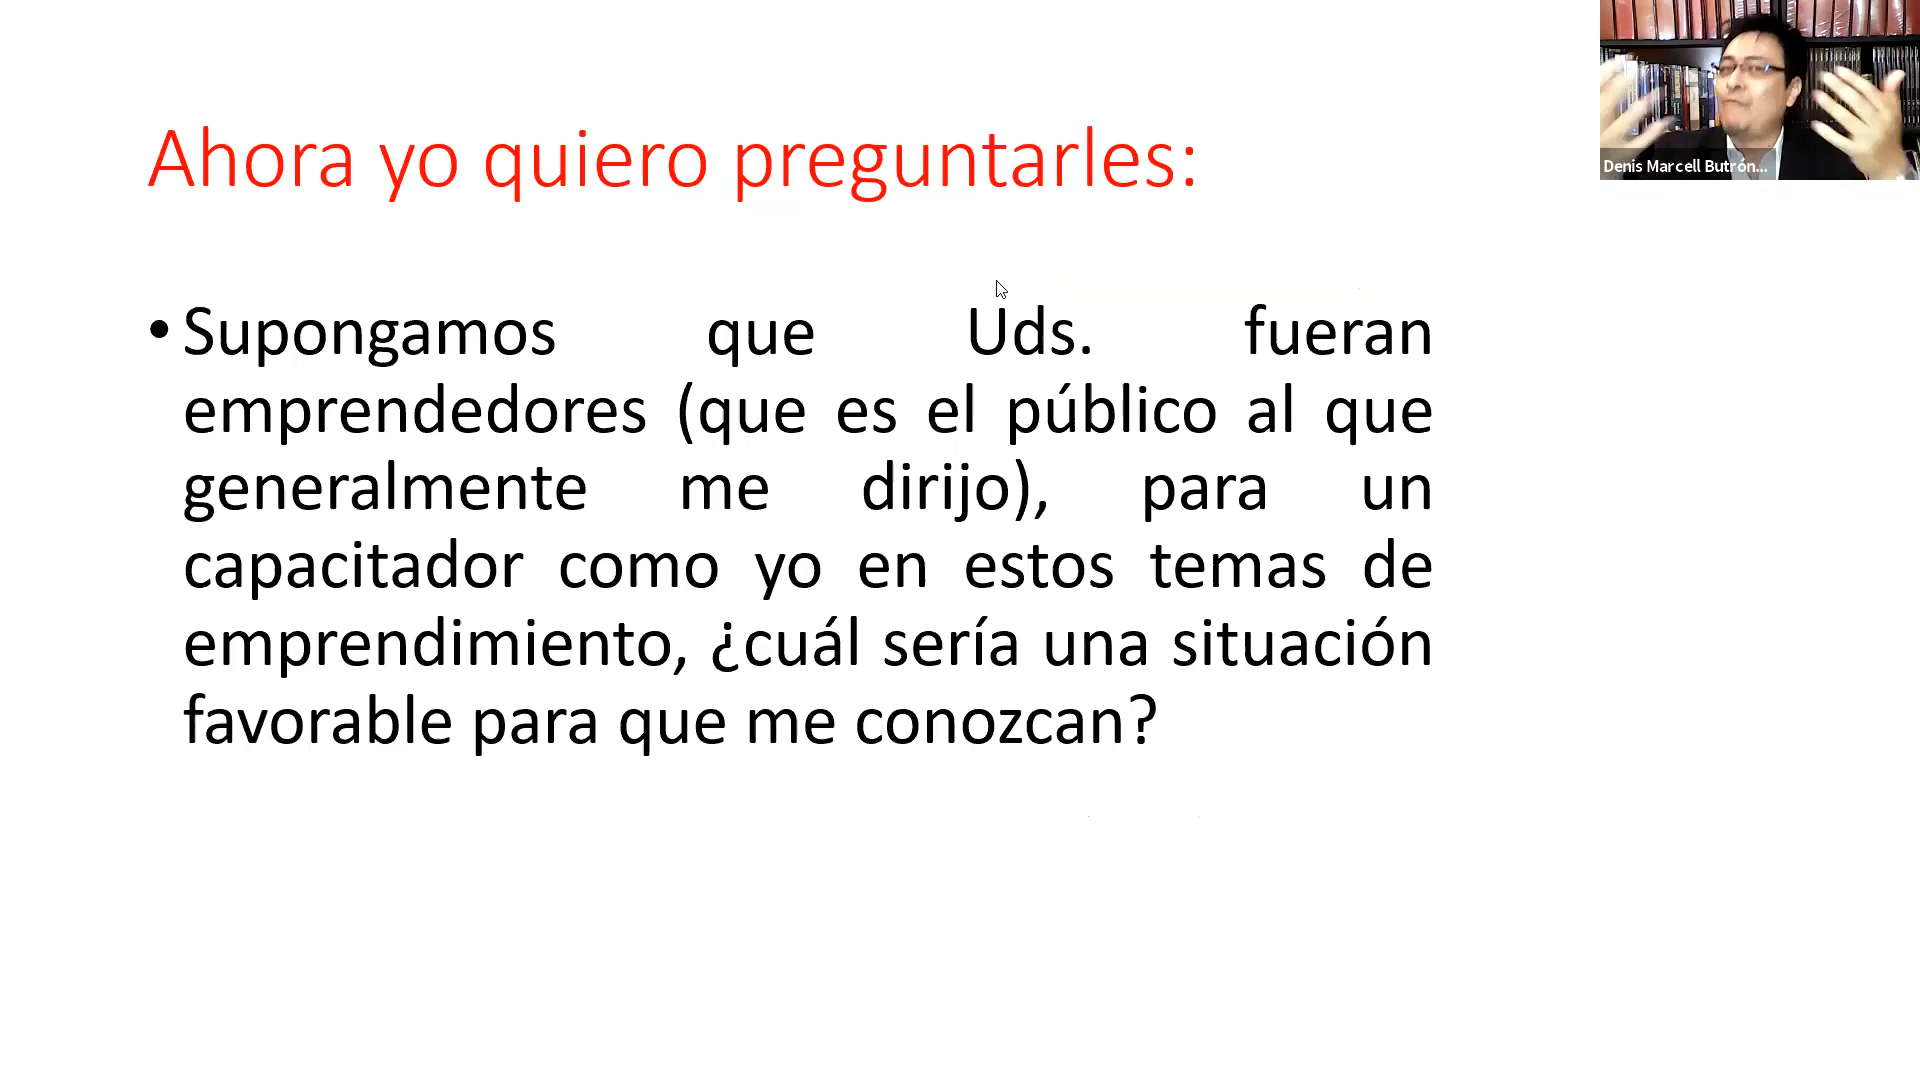 Ahora yo quiero preguntarles:
Denis Marcell Butrón...
• Supongamos que Uds. fueran
emprendedores (que es el público al que
generalmente me dirijo), para un
capacitador como yo en estos temas de
emprendimiento, ¿cuál sería una situación
favorable para que me conozcan?